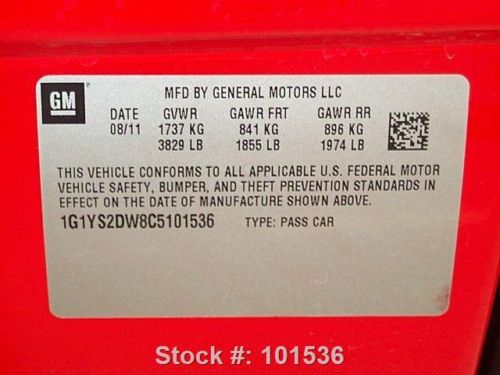 GM
MFD BY GENERAL MOTORS LLC
DATE GVWR GAWR FRT GAWR RR
08/11 1737 KG 841 KG 896 KG
3829 LB 1855 LB 1974 LB
THIS VEHICLE CONFORMS TO ALL APPLICABLE U.S. FEDERAL MOTOR
VEHICLE SAFETY, BUMPER, AND THEFT PREVENTION STANDARDS IN
EFFECT ON THE DATE OF MANUFACTURE SHOWN ABOVE.
1G1YS2DW8C5101536 TYPE: PASS CAR
Stock #: 101536